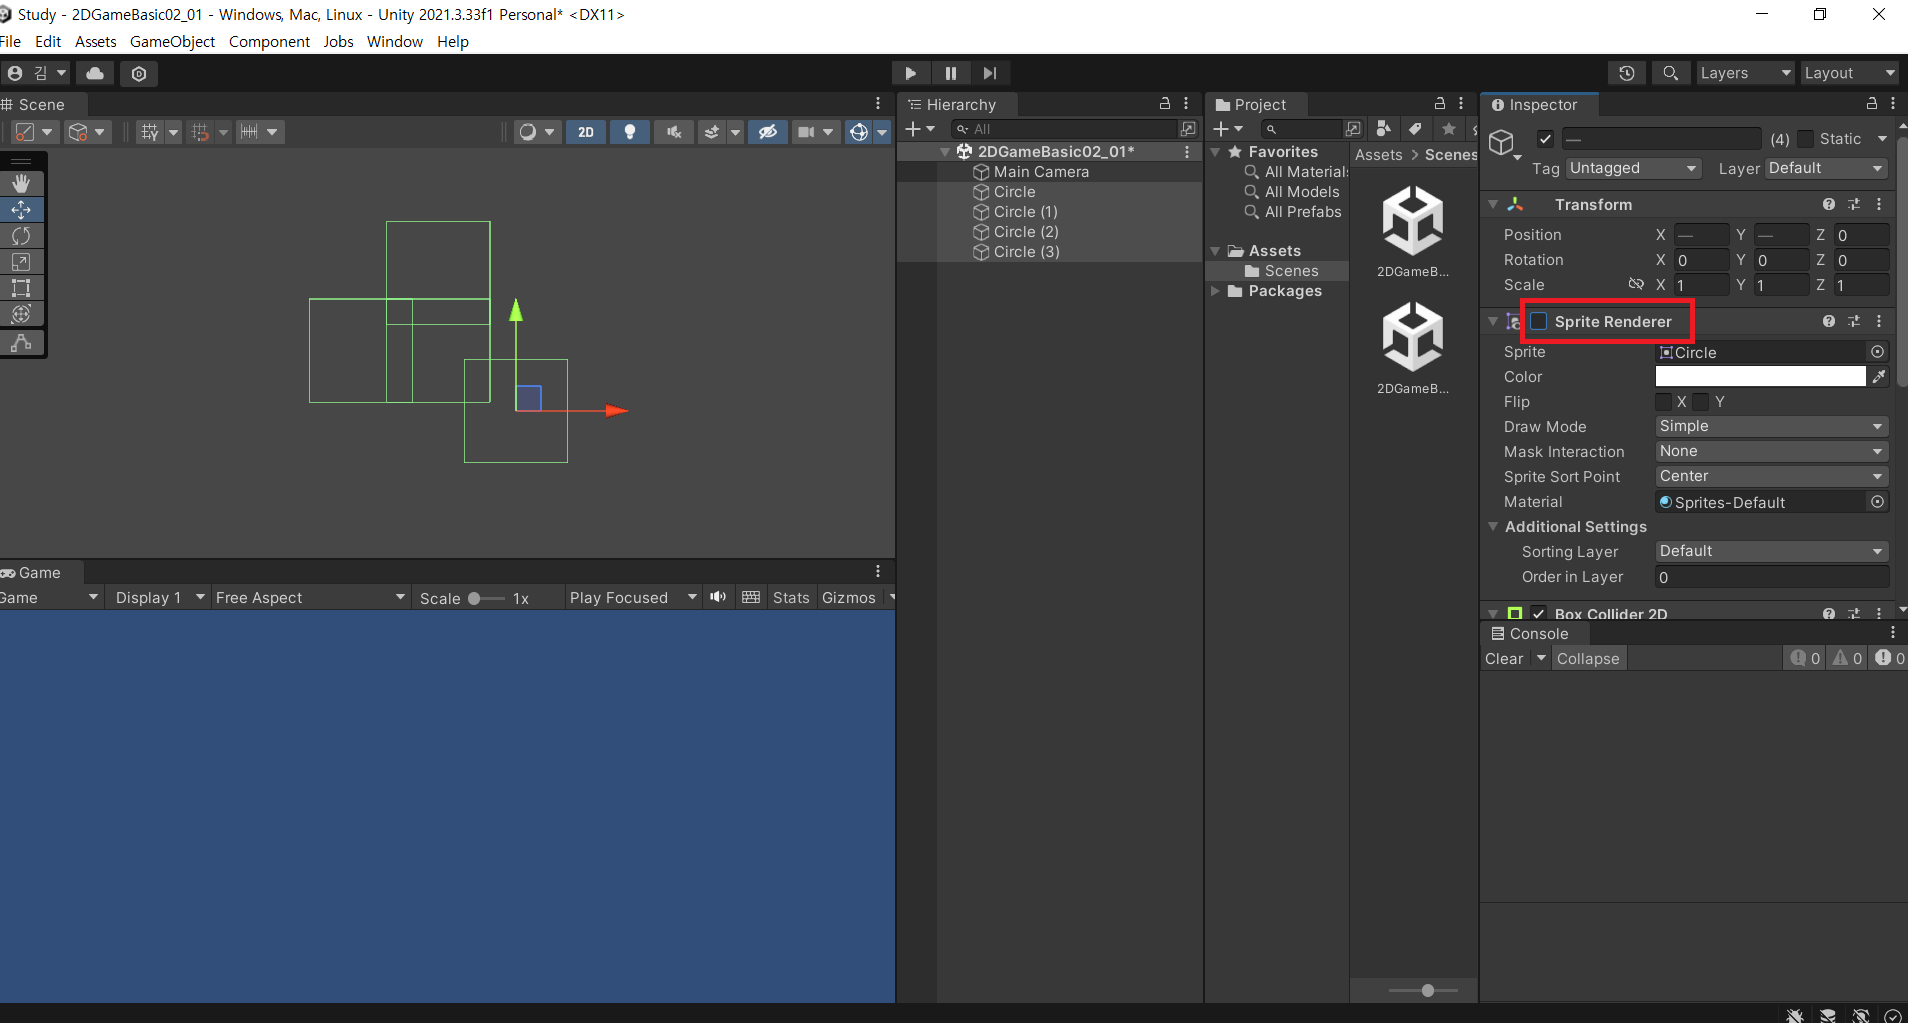 Study - 2DGameBasic02_01 - Windows, Mac, Linux - Unity 2021.3.33f1 Personal* <DX11>
File Edit Assets GameObject Component Jobs Window Help
김
Layers Layout
Scene
2D
Hierarchy
All
2DGameBasic02_01*
Main Camera
Circle
Circle (1)
Circle (2)
Circle (3)
Project
Favorites
All Materials
All Models
All Prefabs
Assets
Scenes
Packages
Assets > Scenes
2DGameB...
2DGameB...
Inspector
— (4) Static
Tag Untagged Layer Default
Transform
Position X — Y — Z 0
Rotation X 0 Y 0 Z 0
Scale X 1 Y 1 Z 1
Sprite Renderer
Sprite Circle
Color
Flip X Y
Draw Mode Simple
Mask Interaction None
Sprite Sort Point Center
Material Sprites-Default
Additional Settings
Sorting Layer Default
Order in Layer 0
Box Collider 2D
Game
Game Display 1 Free Aspect Scale 1x Play Focused Stats Gizmos
Console
Clear Collapse 0 0 0